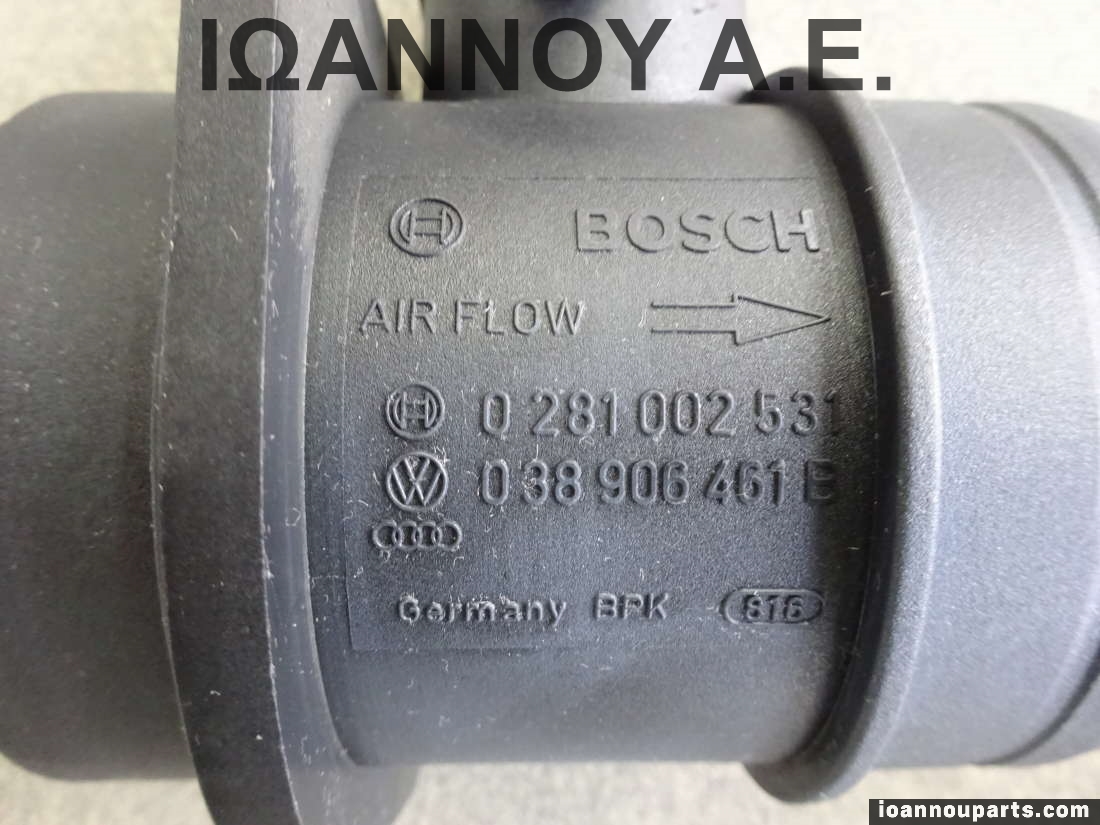 ΙΩΑΝΝΟΥ Α.Ε.
BOSCH
AIR FLOW
0 281 002 531
038 906 461 B
Germany BPK 816
ioannouparts.com